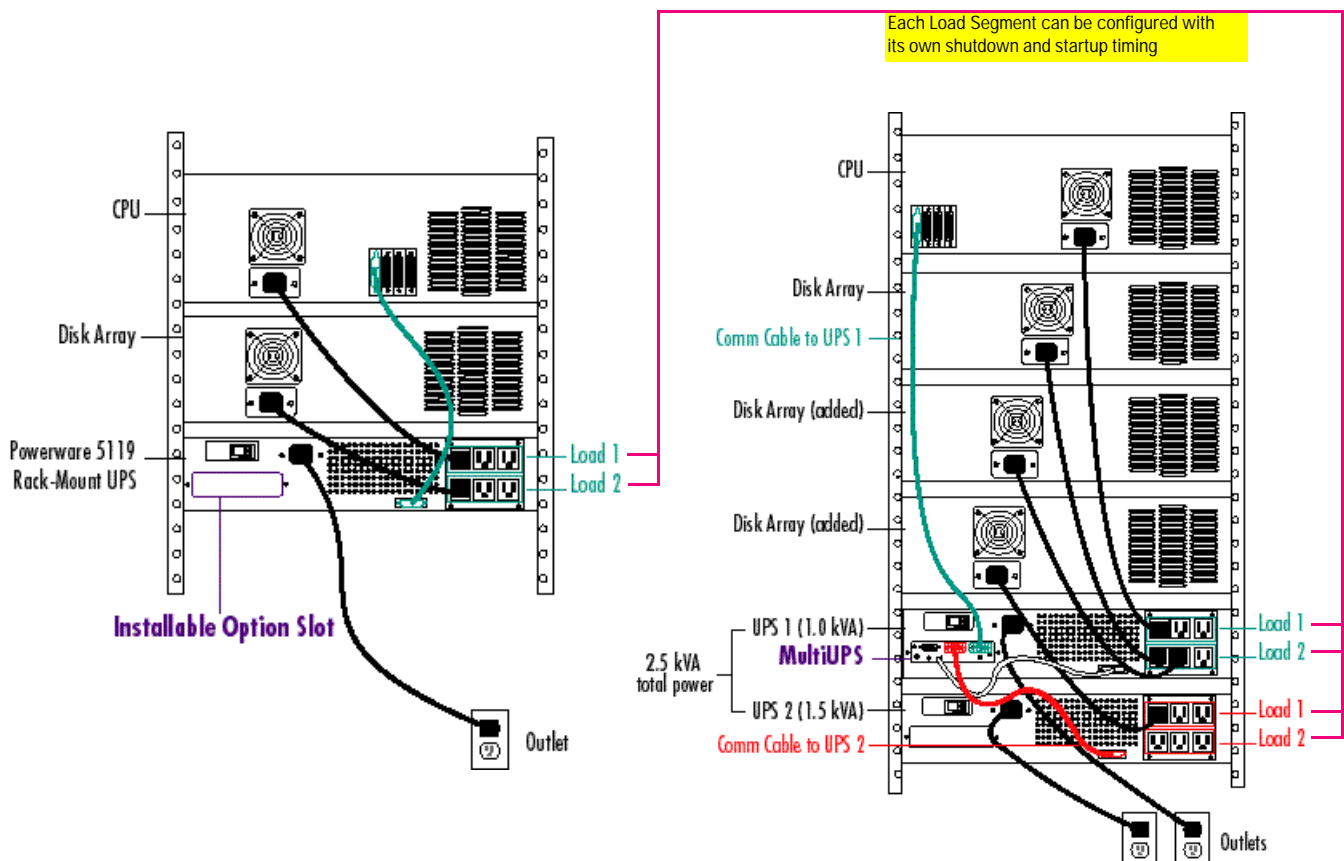 Each Load Segment can be configured with
its own shutdown and startup timing
CPU
Disk Array
Powerware 5119
Rack-Mount UPS
Load 1
Load 2
Installable Option Slot
Outlet
CPU
Disk Array
Comm Cable to UPS 1
Disk Array (added)
Disk Array (added)
UPS 1 (1.0 kVA)
MultiUPS
2.5 kVA
total power
UPS 2 (1.5 kVA)
Comm Cable to UPS 2
Load 1
Load 2
Load 1
Load 2
Outlets